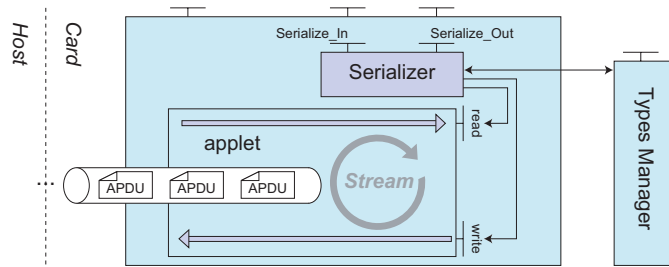 Host
Card
Serialize_In
Serialize_Out
Serializer
Types Manager
read
applet
Stream
...
APDU
APDU
APDU
write